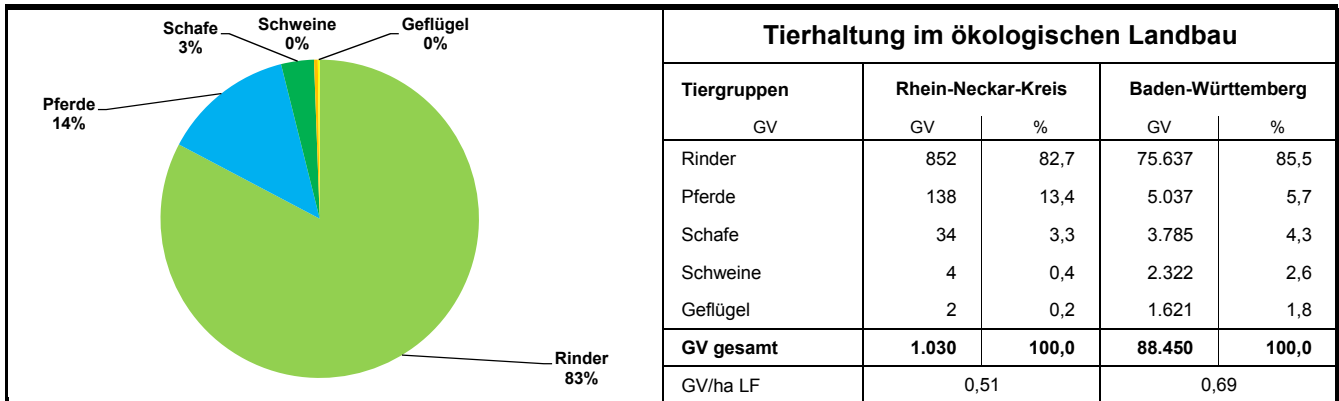 Schafe
3%
Schweine
0%
Geflügel
0%
Pferde
14%
Rinder
83%
Tierhaltung im ökologischen Landbau
Tiergruppen Rhein-Neckar-Kreis Baden-Württemberg
GV GV % GV %
Rinder 852 82,7 75.637 85,5
Pferde 138 13,4 5.037 5,7
Schafe 34 3,3 3.785 4,3
Schweine 4 0,4 2.322 2,6
Geflügel 2 0,2 1.621 1,8
GV gesamt 1.030 100,0 88.450 100,0
GV/ha LF 0,51 0,69